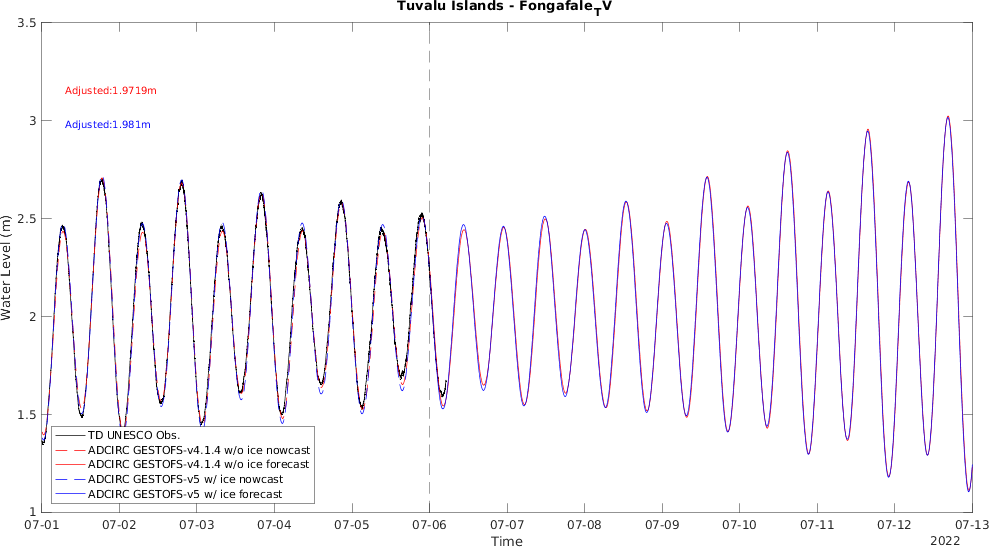 Tuvalu Islands - Fongafale_TV
3.5
Adjusted:1.9719m
3
Adjusted:1.981m
2.5
Water Level (m)
2
1.5
TD UNESCO Obs.
ADCIRC GESTOFS-v4.1.4 w/o ice nowcast
ADCIRC GESTOFS-v4.1.4 w/o ice forecast
ADCIRC GESTOFS-v5 w/ ice nowcast
ADCIRC GESTOFS-v5 w/ ice forecast
1
07-01 07-02 07-03 07-04 07-05 07-06 07-07 07-08 07-09 07-10 07-11 07-12 07-13
Time
2022